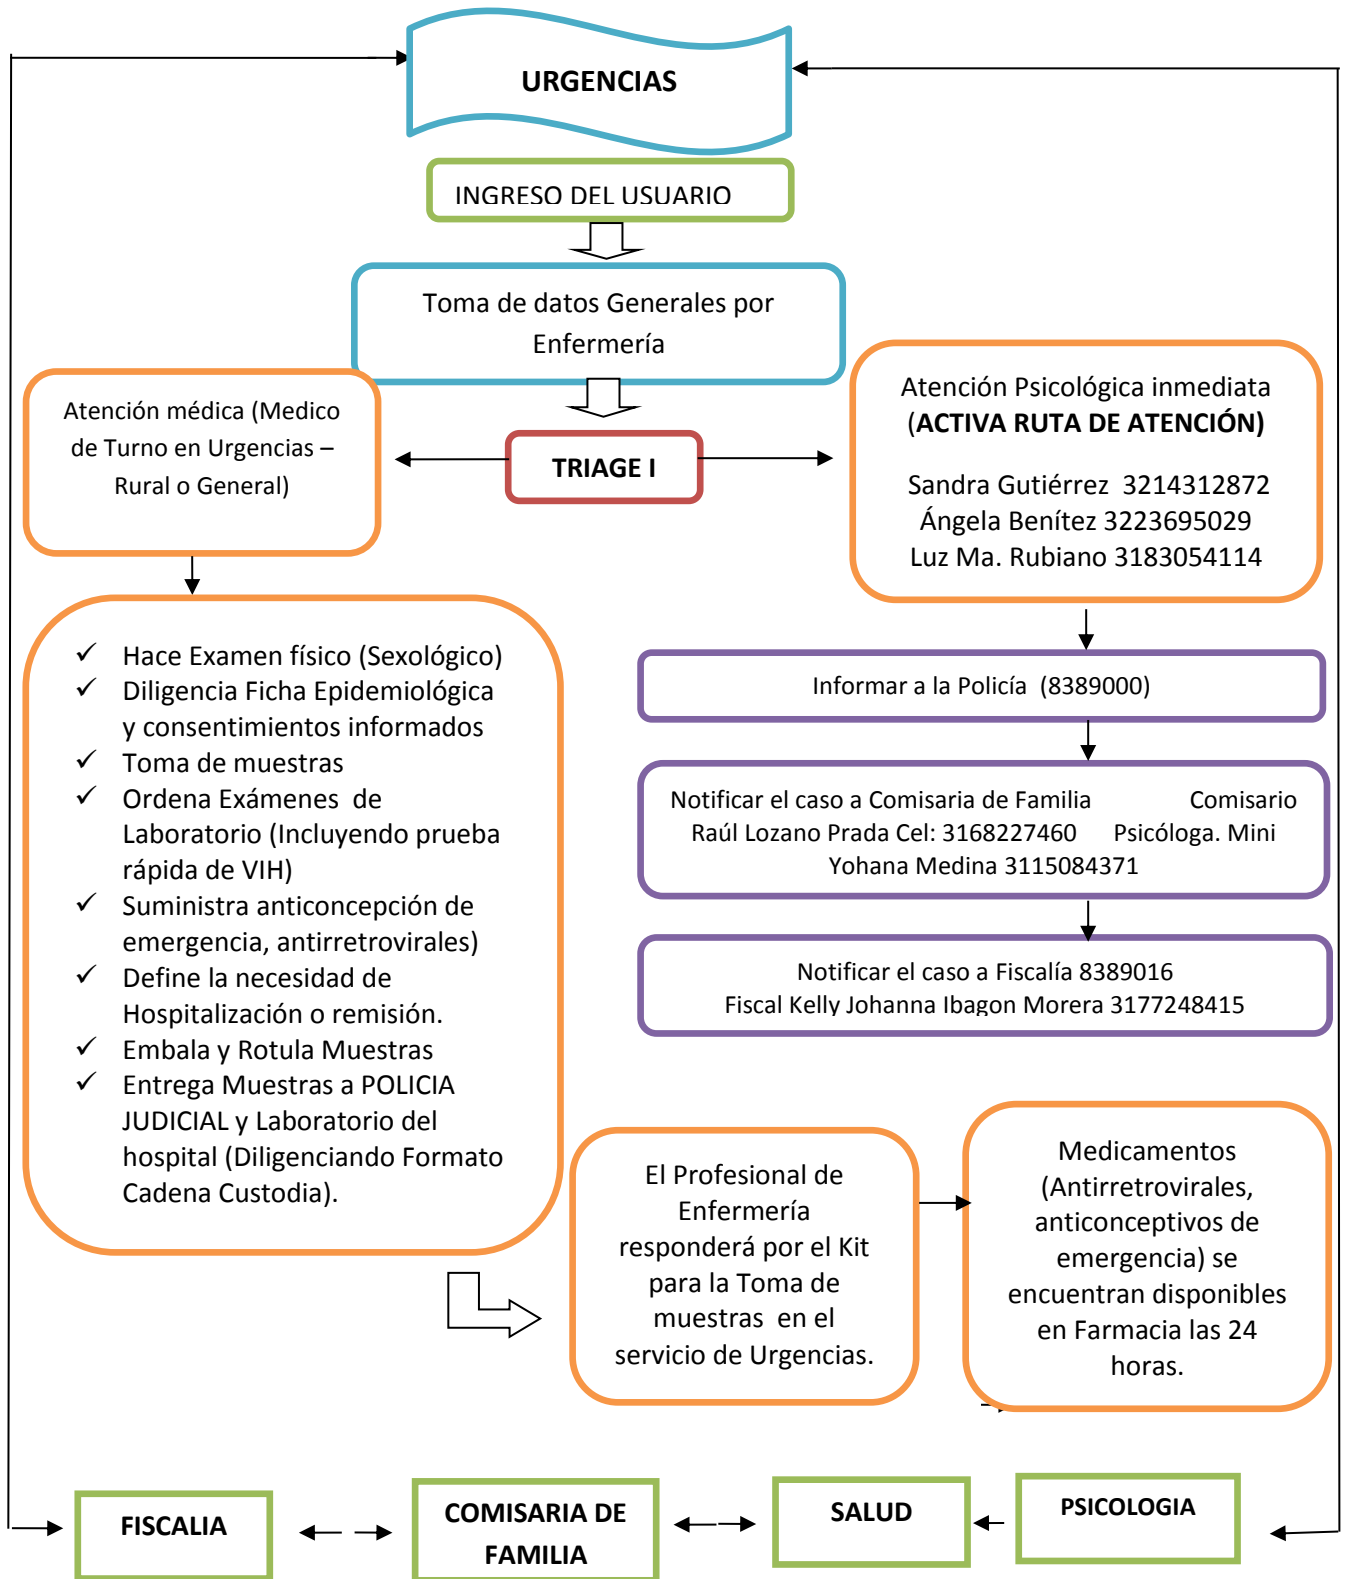 URGENCIAS
INGRESO DEL USUARIO
Toma de datos Generales por
Enfermería
Atención médica (Medico
de Turno en Urgencias –
Rural o General)
TRIAGE I
Atención Psicológica inmediata
(ACTIVA RUTA DE ATENCIÓN)
Sandra Gutiérrez  3214312872
Ángela Benítez 3223695029
Luz Ma. Rubiano 3183054114
✓ Hace Examen físico (Sexológico)
✓ Diligencia Ficha Epidemiológica
y consentimientos informados
✓ Toma de muestras
✓ Ordena Exámenes  de
Laboratorio (Incluyendo prueba
rápida de VIH)
✓ Suministra anticoncepción de
emergencia, antirretrovirales)
✓ Define la necesidad de
Hospitalización o remisión.
✓ Embala y Rotula Muestras
✓ Entrega Muestras a POLICIA
JUDICIAL y Laboratorio del
hospital (Diligenciando Formato
Cadena Custodia).
Informar a la Policía  (8389000)
Notificar el caso a Comisaria de Familia Comisario
Raúl Lozano Prada Cel: 3168227460 Psicóloga. Mini
Yohana Medina 3115084371
Notificar el caso a Fiscalía 8389016
Fiscal Kelly Johanna Ibagon Morera 3177248415
El Profesional de
Enfermería
responderá por el Kit
para la Toma de
muestras  en el
servicio de Urgencias.
Medicamentos
(Antirretrovirales,
anticonceptivos de
emergencia) se
encuentran disponibles
en Farmacia las 24
horas.
FISCALIA
COMISARIA DE
FAMILIA
SALUD
PSICOLOGIA